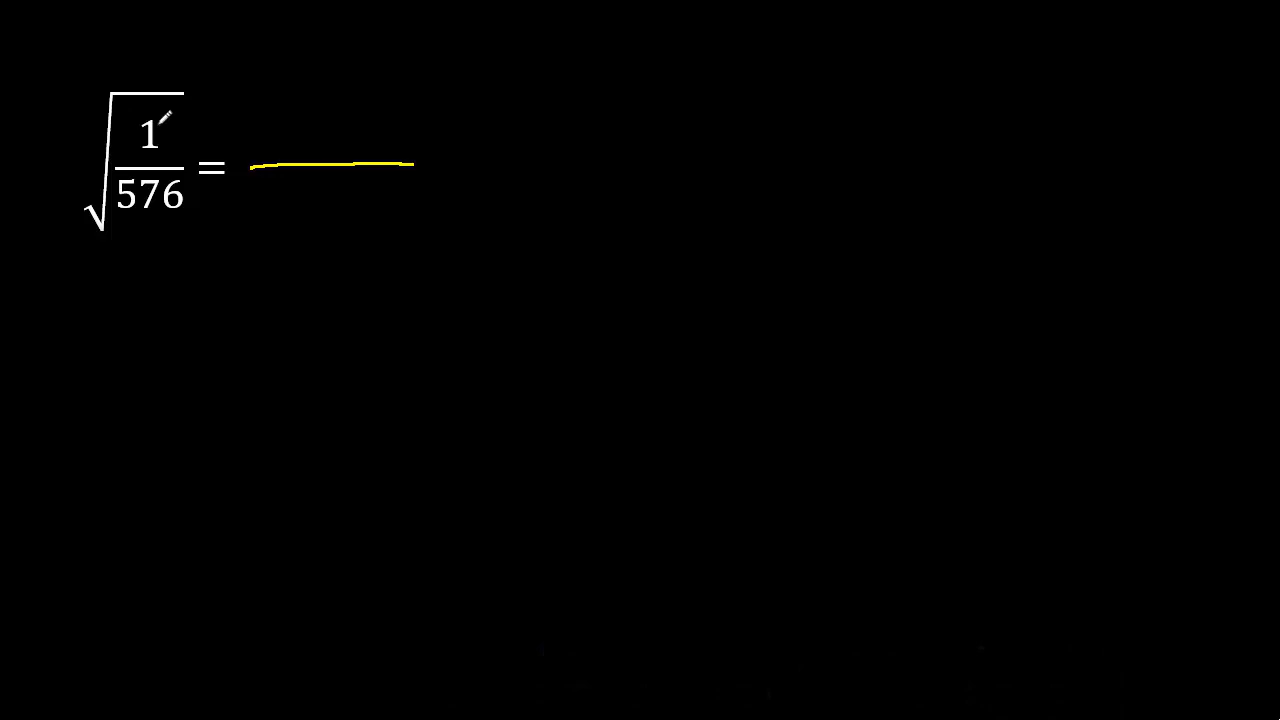 √(1/576) =